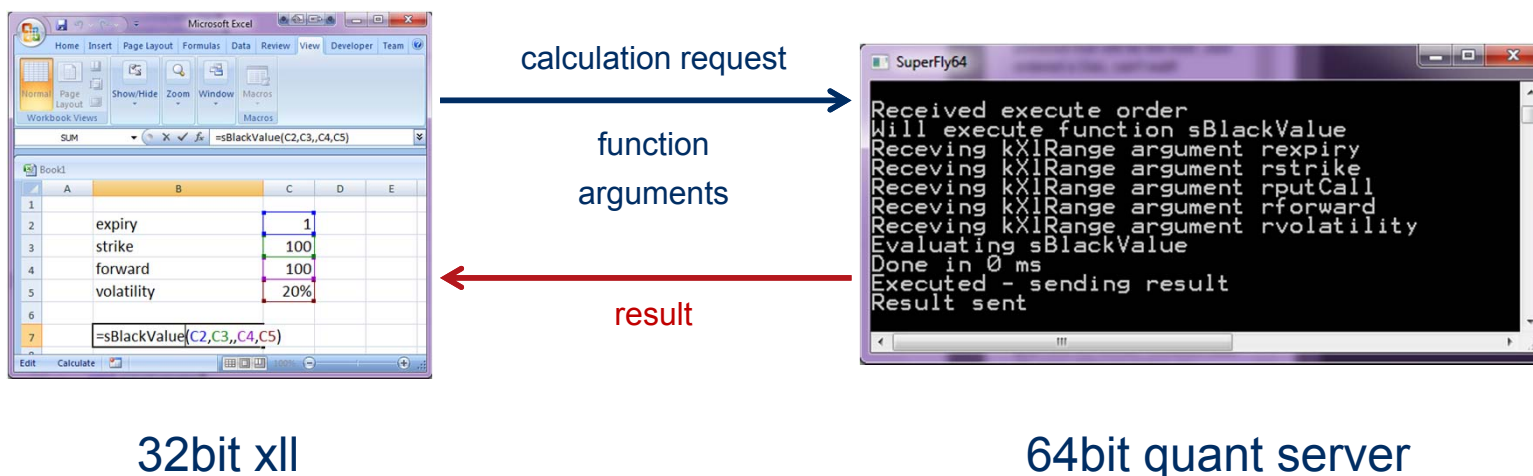 Microsoft Excel
Home Insert Page Layout Formulas Data Review View Developer Team
Normal
Page Layout
Show/Hide Zoom Window Macros
Workbook Views
Macros
SUM
=sBlackValue(C2,C3,,C4,C5)
Book1
A B C D E
1
2 expiry 1
3 strike 100
4 forward 100
5 volatility 20%
6
7 =sBlackValue(C2,C3,,C4,C5)
Edit Calculate 100%
calculation request
function
arguments
result
SuperFly64
Received execute order
Will execute function sBlackValue
Receving kXlRange argument rexpiry
Receving kXlRange argument rstrike
Receving kXlRange argument rputCall
Receving kXlRange argument rforward
Receving kXlRange argument rvolatility
Evaluating sBlackValue
Done in 0 ms
Executed - sending result
Result sent
32bit xll
64bit quant server